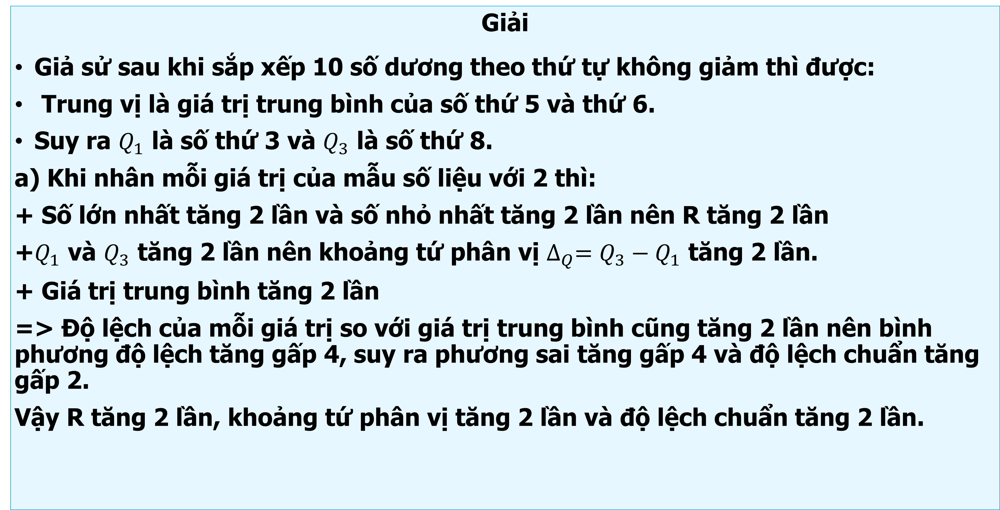 Giải
• Giả sử sau khi sắp xếp 10 số dương theo thứ tự không giảm thì được:
• Trung vị là giá trị trung bình của số thứ 5 và thứ 6.
• Suy ra Q₁ là số thứ 3 và Q₃ là số thứ 8.
a) Khi nhân mỗi giá trị của mẫu số liệu với 2 thì:
+ Số lớn nhất tăng 2 lần và số nhỏ nhất tăng 2 lần nên R tăng 2 lần
+Q₁ và Q₃ tăng 2 lần nên khoảng tứ phân vị Δ_Q= Q₃ − Q₁ tăng 2 lần.
+ Giá trị trung bình tăng 2 lần
=> Độ lệch của mỗi giá trị so với giá trị trung bình cũng tăng 2 lần nên bình
phương độ lệch tăng gấp 4, suy ra phương sai tăng gấp 4 và độ lệch chuẩn tăng
gấp 2.
Vậy R tăng 2 lần, khoảng tứ phân vị tăng 2 lần và độ lệch chuẩn tăng 2 lần.